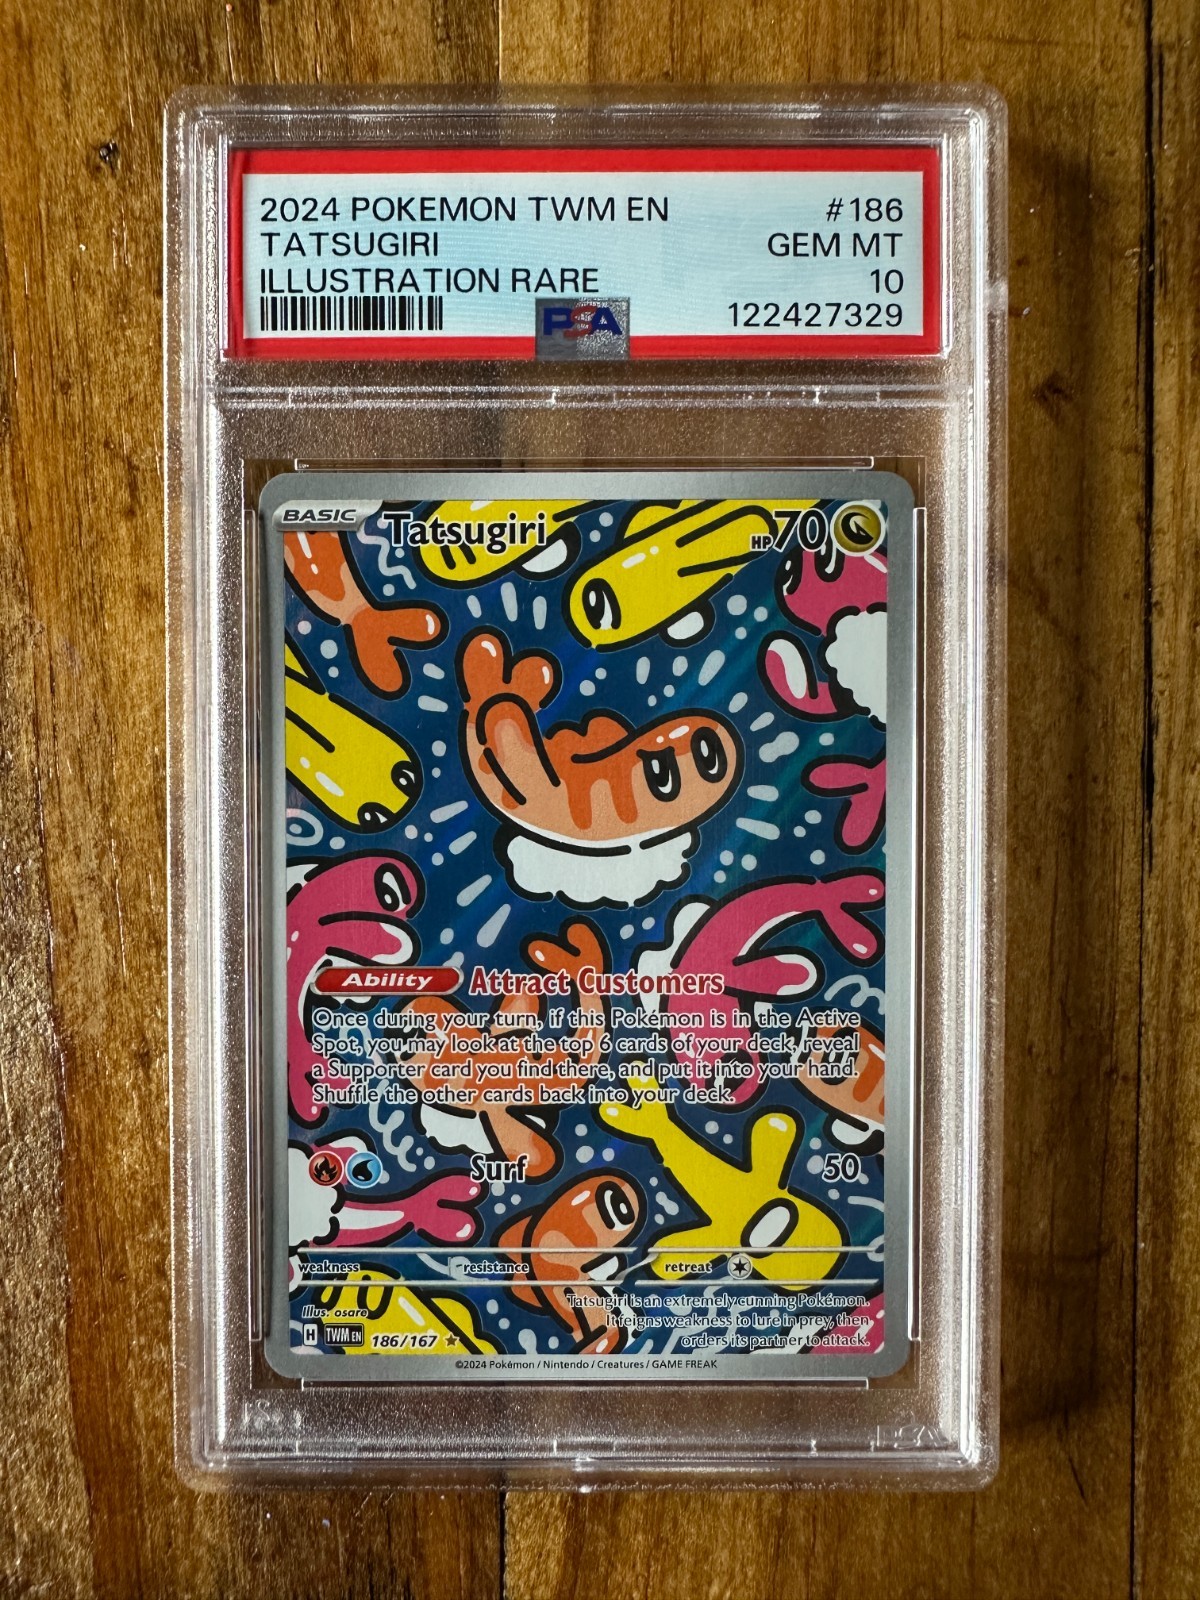 2024 POKEMON TWM EN #186
TATSUGIRI GEM MT
ILLUSTRATION RARE 10
PSA 122427329
BASIC Tatsugiri HP 70
Ability Attract Customers
Once during your turn, if this Pokémon is in the Active
Spot, you may look at the top 6 cards of your deck, reveal
a Supporter card you find there, and put it into your hand.
Shuffle the other cards back into your deck.
Surf 50
weakness resistance retreat
Illus. osare
Tatsugiri is an extremely cunning Pokémon.
It feigns weakness to lure in prey, then
orders its partner to attack.
H TWM EN 186/167
©2024 Pokémon / Nintendo / Creatures / GAME FREAK
PSA